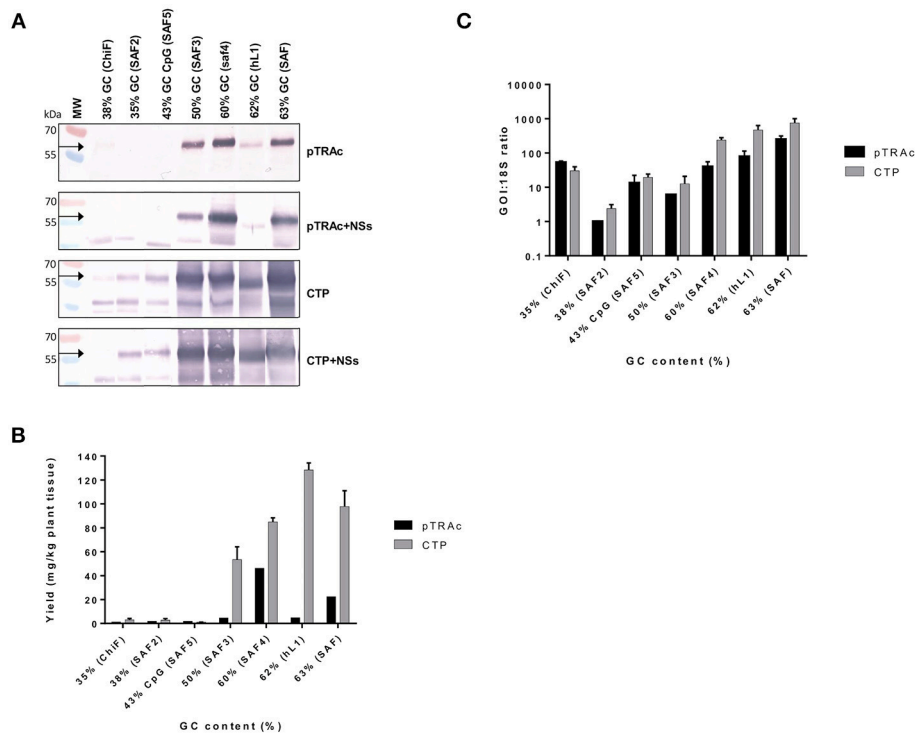 A
kDa
MW
38% GC (ChiF)
35% GC (SAF2)
43% GC CpG (SAF5)
50% GC (SAF3)
60% GC (saf4)
62% GC (hL1)
63% GC (SAF)
70
55
pTRAc
70
55
pTRAc+NSs
70
55
CTP
70
55
CTP+NSs
B
Yield (mg/kg plant tissue)
140
120
100
80
60
40
20
0
35% (ChiF)
38% (SAF2)
43% CpG (SAF5)
50% (SAF3)
60% (SAF4)
62% (hL1)
63% (SAF)
GC content (%)
pTRAc
CTP
C
GOI:18S ratio
10000
1000
100
10
1
0.1
35% (ChiF)
38% (SAF2)
43% CpG (SAF5)
50% (SAF3)
60% (SAF4)
62% (hL1)
63% (SAF)
GC content (%)
pTRAc
CTP